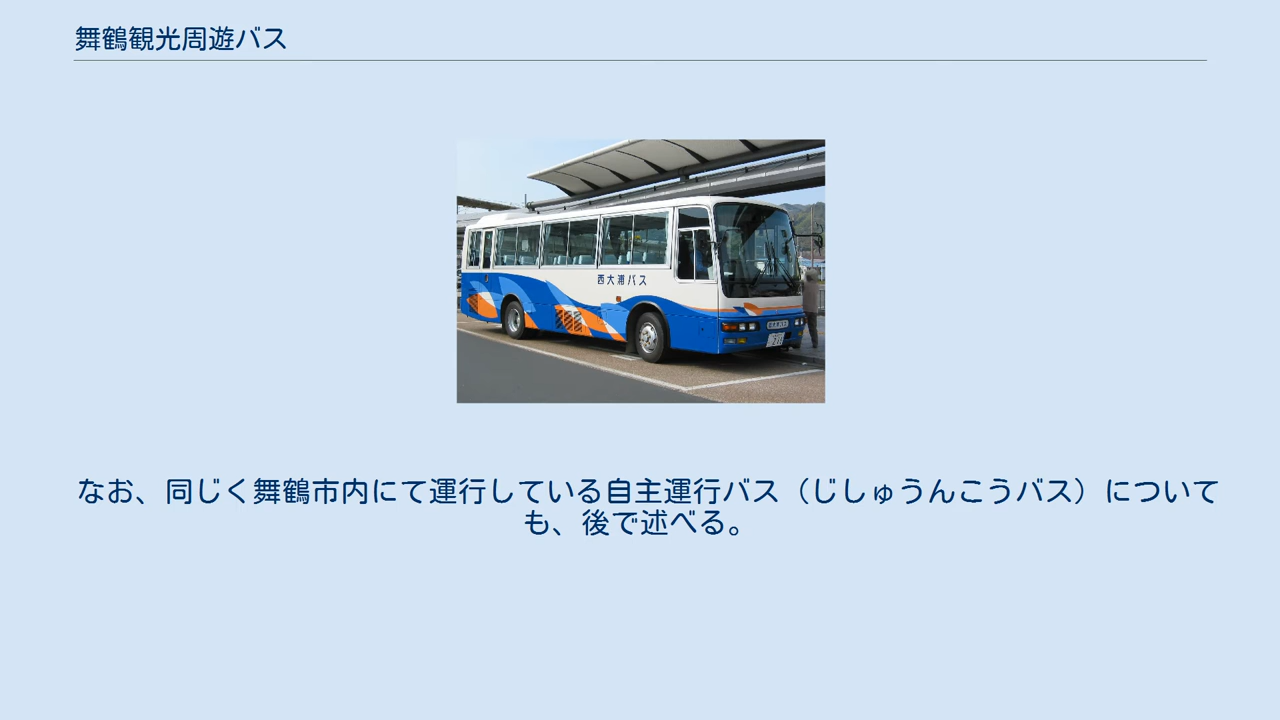 舞鶴観光周遊バス
西大浦バス
なお、同じく舞鶴市内にて運行している自主運行バス（じしゅうんこうバス）について
も、後で述べる。